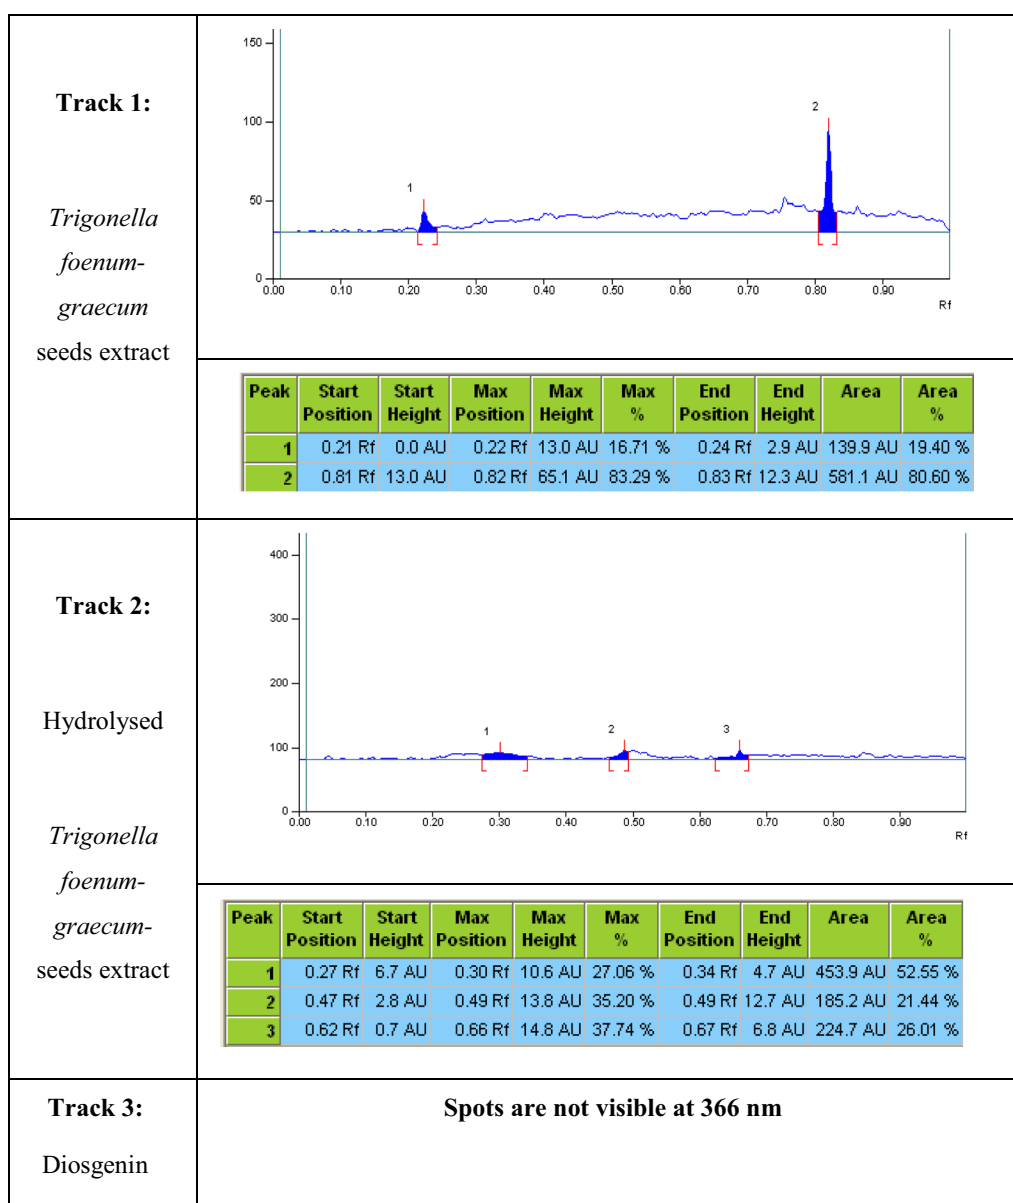 Track 1:
Trigonella
foenum-
graecum
seeds extract
150
100
50
0
1
2
0.00 0.10 0.20 0.30 0.40 0.50 0.60 0.70 0.80 0.90
Rf
Peak Start Position Start Height Max Position Max Height Max % End Position End Height Area Area %
1 0.21 Rf 0.0 AU 0.22 Rf 13.0 AU 16.71 % 0.24 Rf 2.9 AU 139.9 AU 19.40 %
2 0.81 Rf 13.0 AU 0.82 Rf 65.1 AU 83.29 % 0.83 Rf 12.3 AU 581.1 AU 80.60 %
Track 2:
Hydrolysed
Trigonella
foenum-
graecum-
seeds extract
400
300
200
100
0
1 2 3
0.00 0.10 0.20 0.30 0.40 0.50 0.60 0.70 0.80 0.90
Rf
Peak Start Position Start Height Max Position Max Height Max % End Position End Height Area Area %
1 0.27 Rf 6.7 AU 0.30 Rf 10.6 AU 27.06 % 0.34 Rf 4.7 AU 453.9 AU 52.55 %
2 0.47 Rf 2.8 AU 0.49 Rf 13.8 AU 35.20 % 0.49 Rf 12.7 AU 185.2 AU 21.44 %
3 0.62 Rf 0.7 AU 0.66 Rf 14.8 AU 37.74 % 0.67 Rf 6.8 AU 224.7 AU 26.01 %
Track 3:
Diosgenin
Spots are not visible at 366 nm